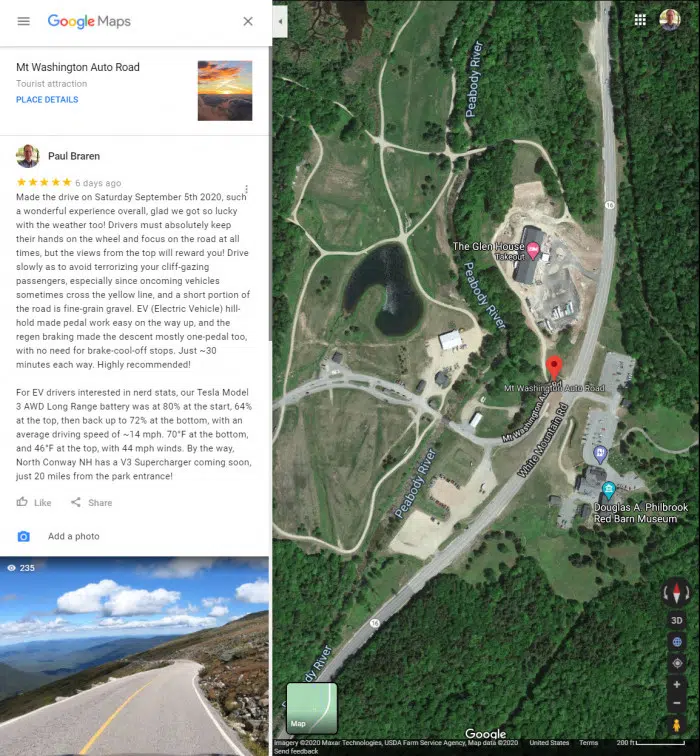 Google Maps
Mt Washington Auto Road
Tourist attraction
PLACE DETAILS
Paul Braren
6 days ago
Made the drive on Saturday September 5th 2020, such
a wonderful experience overall, glad we got so lucky
with the weather too! Drivers must absolutely keep
their hands on the wheel and focus on the road at all
times, but the views from the top will reward you! Drive
slowly as to avoid terrorizing your cliff-gazing
passengers, especially since oncoming vehicles
sometimes cross the yellow line, and a short portion of
the road is fine-grain gravel. EV (Electric Vehicle) hill-
hold made pedal work easy on the way up, and the
regen braking made the descent mostly one-pedal too,
with no need for brake-cool-off stops. Just ~30
minutes each way. Highly recommended!
For EV drivers interested in nerd stats, our Tesla Model
3 AWD Long Range battery was at 80% at the start, 64%
at the top, then back up to 72% at the bottom, with an
average driving speed of ~14 mph. 70°F at the bottom,
and 46°F at the top, with 44 mph winds. By the way,
North Conway NH has a V3 Supercharger coming soon,
just 20 miles from the park entrance!
Like
Share
Add a photo
235
Peabody River
16
The Glen House
Takeout
Peabody River
Mt Washington Auto Road
Mt Washington Auto Rd
White Mountain Rd
Peabody River
Douglas A. Philbrook
Red Barn Museum
16
dy River
3D
Map
Google
Imagery ©2020 Maxar Technologies, USDA Farm Service Agency, Map data ©2020
United States
Terms
200 ft
Send feedback